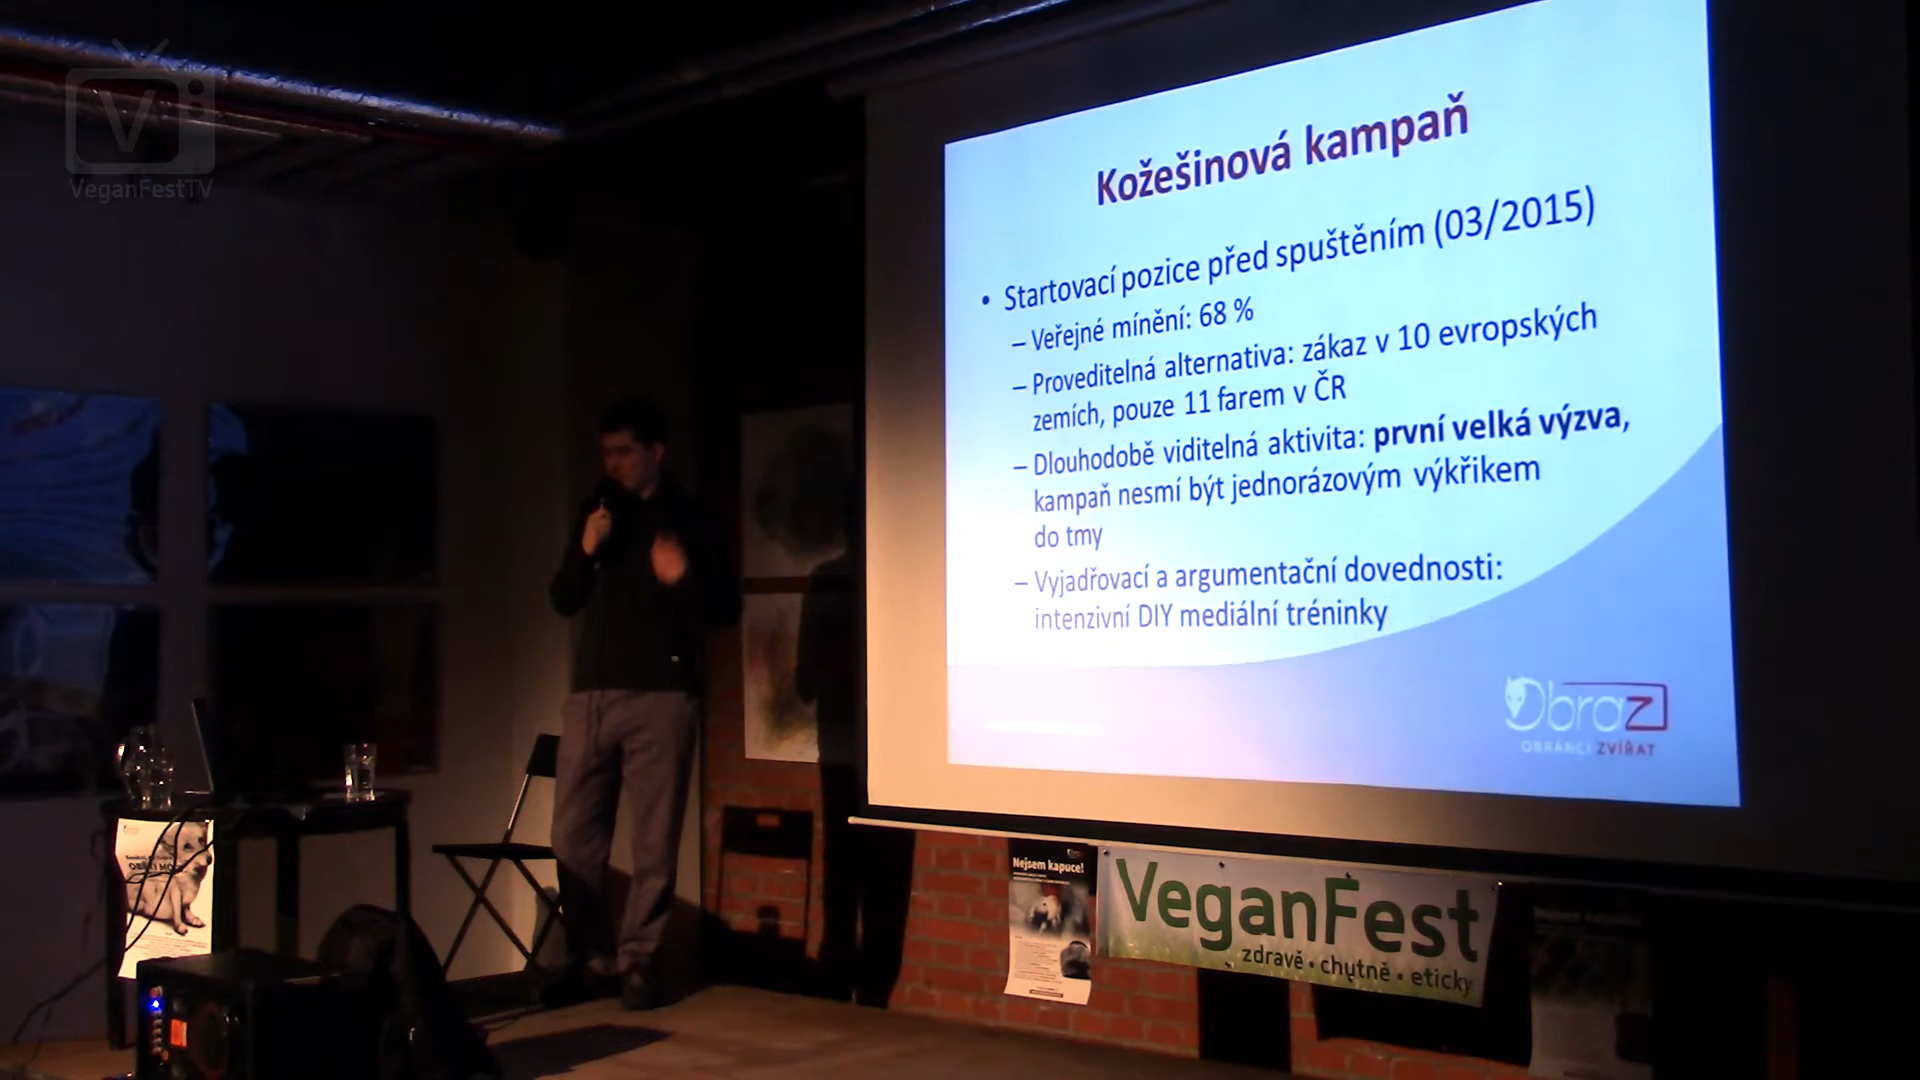 VeganFestTV
Kožešinová kampaň
• Startovací pozice před spuštěním (03/2015)
– Veřejné mínění: 68 %
– Proveditelná alternativa: zákaz v 10 evropských
zemích, pouze 11 farem v ČR
– Dlouhodobě viditelná aktivita: první velká výzva,
kampaň nesmí být jednorázovým výkřikem
do tmy
– Vyjadřovací a argumentační dovednosti:
intenzivní DIY mediální tréninky
Obraz
OBRÁNCI ZVÍŘAT
Nejsem kapuce!
VeganFest
zdravě • chutně • eticky